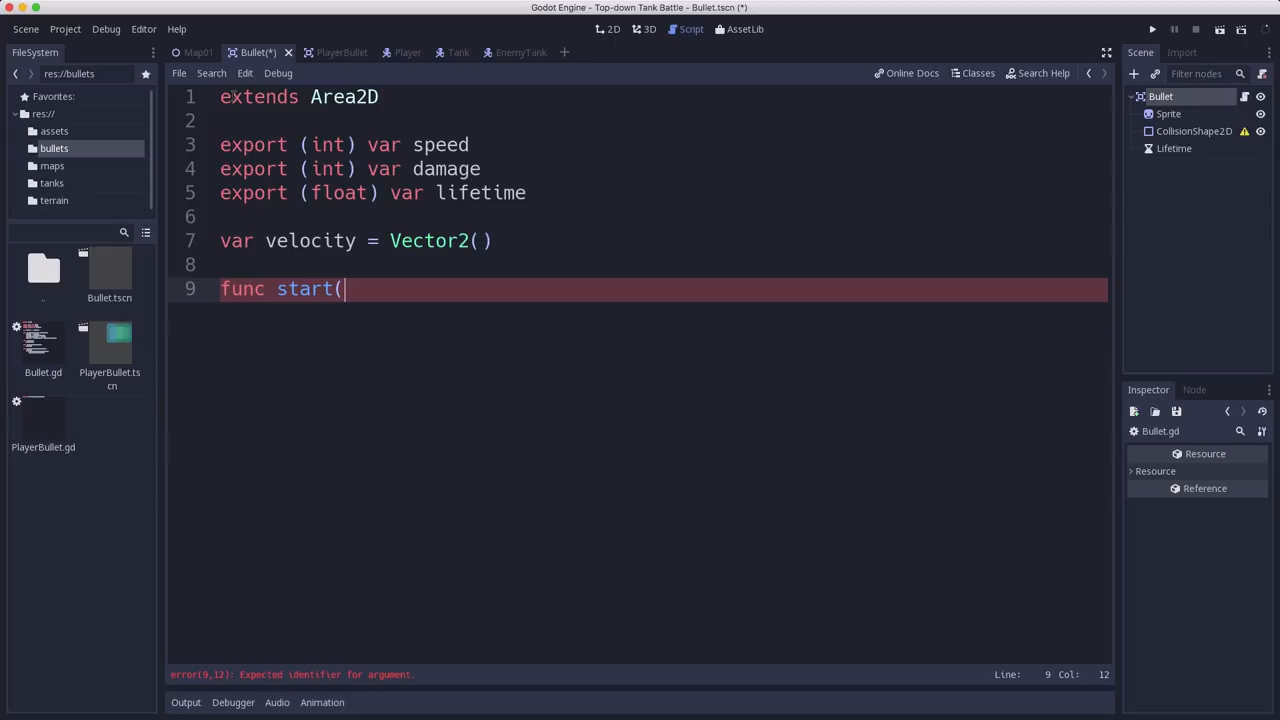 Godot Engine - Top-down Tank Battle - Bullet.tscn (*)
Scene Project Debug Editor Help
2D 3D Script AssetLib
FileSystem
Map01 Bullet(*) PlayerBullet Player Tank EnemyTank
Scene Import
res://bullets
File Search Edit Debug
Online Docs Classes Search Help
Filter nodes
Favorites:
res://
assets
bullets
maps
tanks
terrain
..
Bullet.tscn
Bullet.gd
PlayerBullet.ts
cn
PlayerBullet.gd
1 extends Area2D
2
3 export (int) var speed
4 export (int) var damage
5 export (float) var lifetime
6
7 var velocity = Vector2()
8
9 func start(
error(9,12): Expected identifier for argument.
Line: 9 Col: 12
Output Debugger Audio Animation
Bullet
Sprite
CollisionShape2D
Lifetime
Inspector Node
Bullet.gd
Resource
Resource
Reference